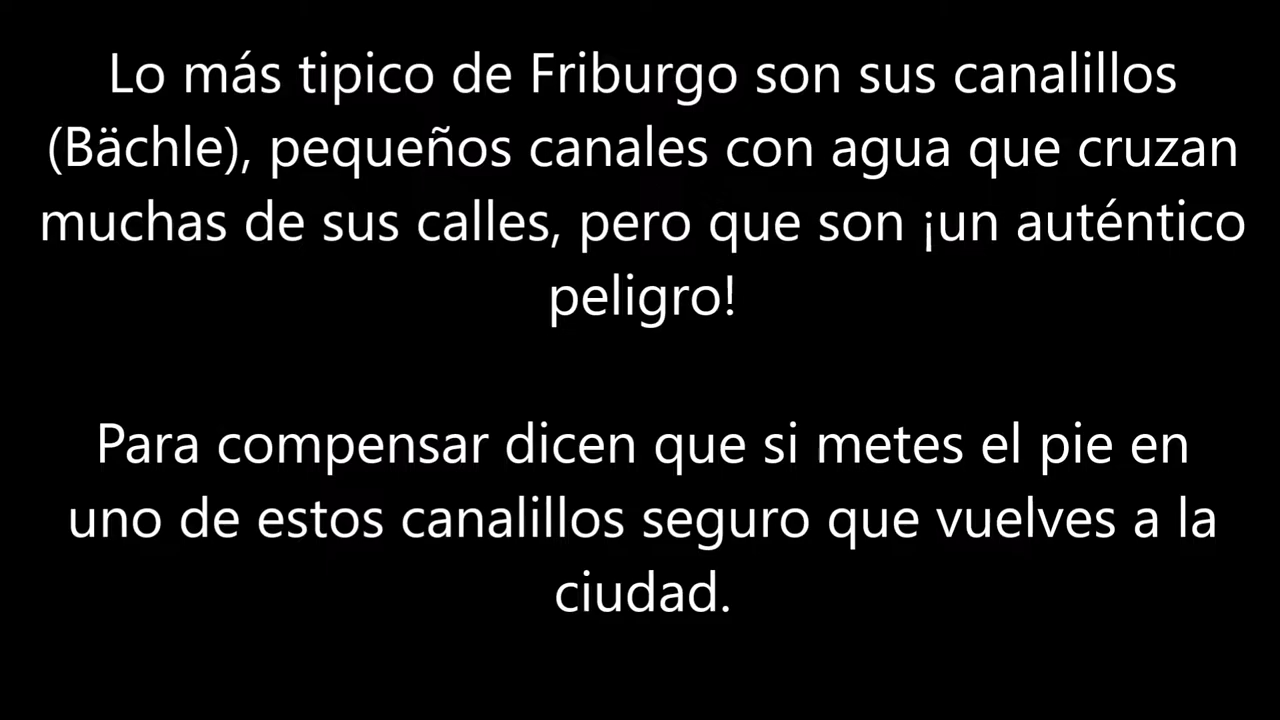 Lo más tipico de Friburgo son sus canalillos
(Bächle), pequeños canales con agua que cruzan
muchas de sus calles, pero que son ¡un auténtico
peligro!
Para compensar dicen que si metes el pie en
uno de estos canalillos seguro que vuelves a la
ciudad.